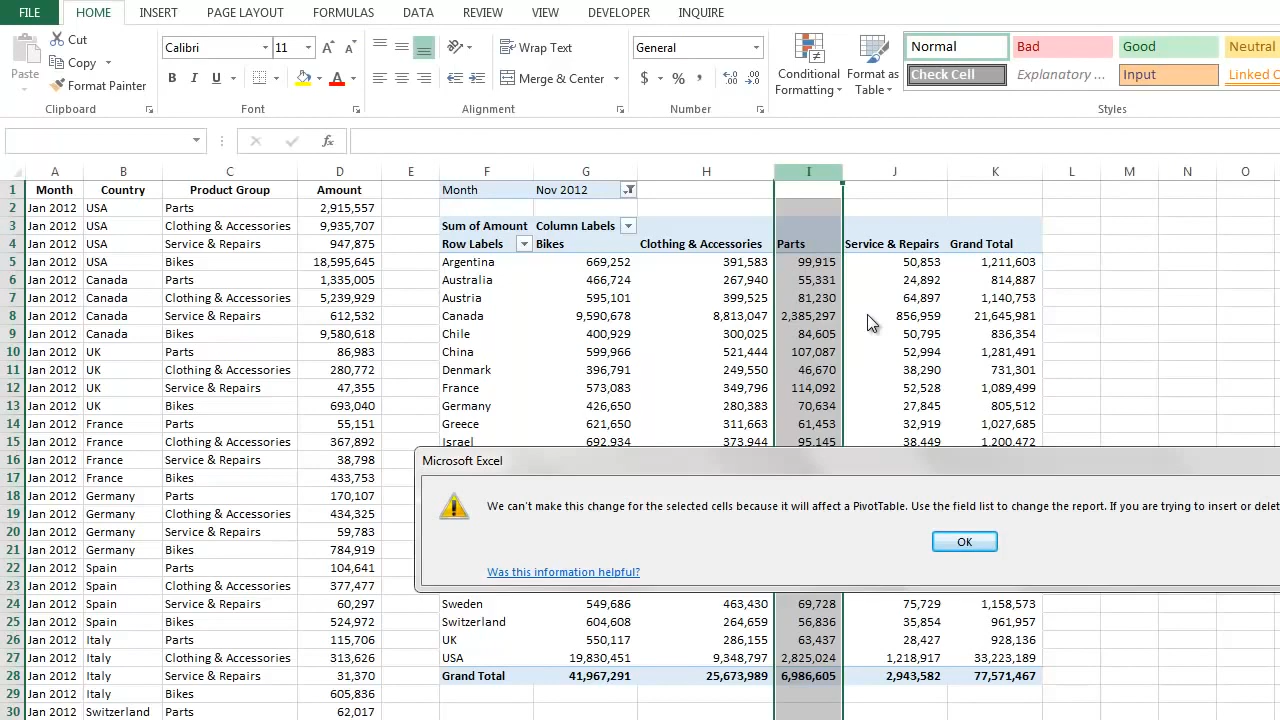 FILE HOME INSERT PAGE LAYOUT FORMULAS DATA REVIEW VIEW DEVELOPER INQUIRE
Paste
Cut
Copy
Format Painter
Clipboard
Calibri 11
B I U
Font
Wrap Text
Merge & Center
Alignment
General
$ % ,
Number
Conditional Formatting
Format as Table
Normal Bad Good Neutral
Check Cell Explanatory ... Input Linked C
Styles
fx
A B C D E F G H I J K L M N O
1 Month Country Product Group Amount Month Nov 2012
2 Jan 2012 USA Parts 2,915,557
3 Jan 2012 USA Clothing & Accessories 9,935,707 Sum of Amount Column Labels
4 Jan 2012 USA Service & Repairs 947,875 Row Labels Bikes Clothing & Accessories Parts Service & Repairs Grand Total
5 Jan 2012 USA Bikes 18,595,645 Argentina 669,252 391,583 99,915 50,853 1,211,603
6 Jan 2012 Canada Parts 1,335,005 Australia 466,724 267,940 55,331 24,892 814,887
7 Jan 2012 Canada Clothing & Accessories 5,239,929 Austria 595,101 399,525 81,230 64,897 1,140,753
8 Jan 2012 Canada Service & Repairs 612,532 Canada 9,590,678 8,813,047 2,385,297 856,959 21,645,981
9 Jan 2012 Canada Bikes 9,580,618 Chile 400,929 300,025 84,605 50,795 836,354
10 Jan 2012 UK Parts 86,983 China 599,966 521,444 107,087 52,994 1,281,491
11 Jan 2012 UK Clothing & Accessories 280,772 Denmark 396,791 249,550 46,670 38,290 731,301
12 Jan 2012 UK Service & Repairs 47,355 France 573,083 349,796 114,092 52,528 1,089,499
13 Jan 2012 UK Bikes 693,040 Germany 426,650 280,383 70,634 27,845 805,512
14 Jan 2012 France Parts 55,151 Greece 621,650 311,663 61,453 32,919 1,027,685
15 Jan 2012 France Clothing & Accessories 367,892 Israel 692,934 373,944 95,145 38,449 1,200,472
16 Jan 2012 France Service & Repairs 38,798
17 Jan 2012 France Bikes 433,753
18 Jan 2012 Germany Parts 170,107
19 Jan 2012 Germany Clothing & Accessories 434,325
20 Jan 2012 Germany Service & Repairs 59,783
21 Jan 2012 Germany Bikes 784,919
22 Jan 2012 Spain Parts 104,641
23 Jan 2012 Spain Clothing & Accessories 377,477
Microsoft Excel
We can't make this change for the selected cells because it will affect a PivotTable. Use the field list to change the report. If you are trying to insert or delet
OK
Was this information helpful?
24 Jan 2012 Spain Service & Repairs 60,297 Sweden 549,686 463,430 69,728 75,729 1,158,573
25 Jan 2012 Spain Bikes 524,972 Switzerland 604,608 264,659 56,836 35,854 961,957
26 Jan 2012 Italy Parts 115,706 UK 550,117 286,155 63,437 28,427 928,136
27 Jan 2012 Italy Clothing & Accessories 313,626 USA 19,830,451 9,348,797 2,825,024 1,218,917 33,223,189
28 Jan 2012 Italy Service & Repairs 31,370 Grand Total 41,967,291 25,673,989 6,986,605 2,943,582 77,571,467
29 Jan 2012 Italy Bikes 605,836
30 Jan 2012 Switzerland Parts 62,017